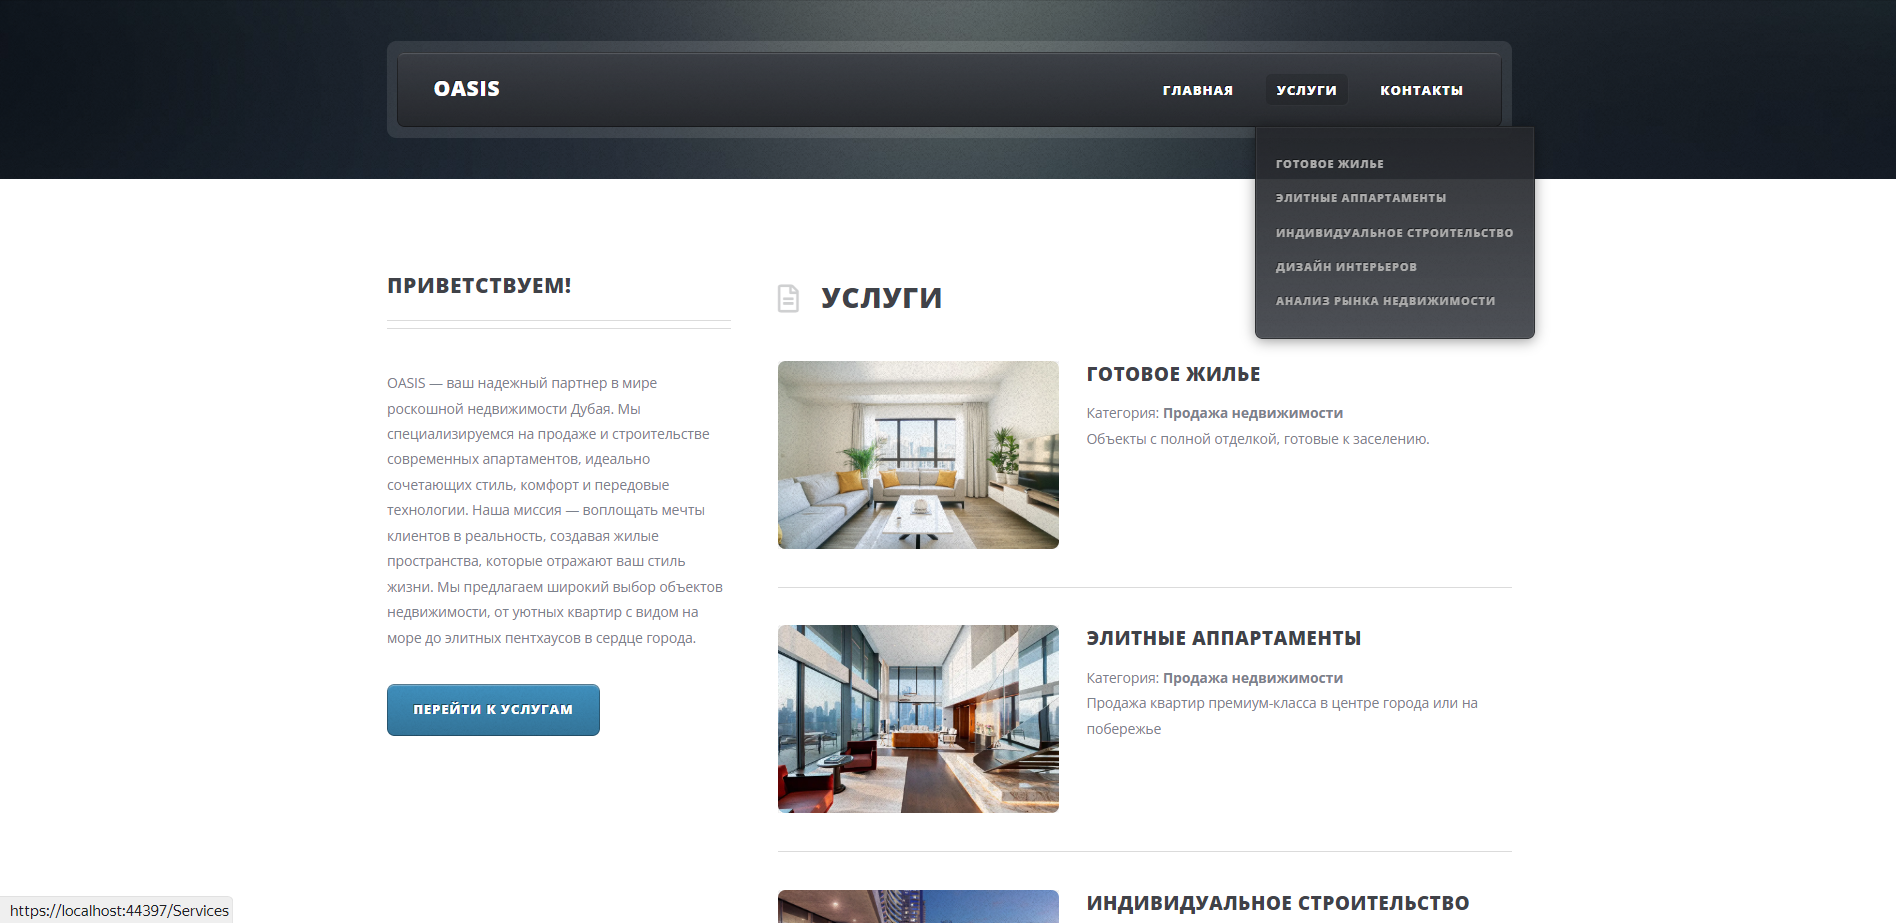 OASIS
ГЛАВНАЯ
УСЛУГИ
КОНТАКТЫ
ГОТОВОЕ ЖИЛЬЕ
ЭЛИТНЫЕ АППАРТАМЕНТЫ
ИНДИВИДУАЛЬНОЕ СТРОИТЕЛЬСТВО
ДИЗАЙН ИНТЕРЬЕРОВ
АНАЛИЗ РЫНКА НЕДВИЖИМОСТИ
ПРИВЕТСТВУЕМ!
OASIS — ваш надежный партнер в мире
роскошной недвижимости Дубая. Мы
специализируемся на продаже и строительстве
современных апартаментов, идеально
сочетающих стиль, комфорт и передовые
технологии. Наша миссия — воплощать мечты
клиентов в реальность, создавая жилые
пространства, которые отражают ваш стиль
жизни. Мы предлагаем широкий выбор объектов
недвижимости, от уютных квартир с видом на
море до элитных пентхаусов в сердце города.
ПЕРЕЙТИ К УСЛУГАМ
УСЛУГИ
ГОТОВОЕ ЖИЛЬЕ
Категория: Продажа недвижимости
Объекты с полной отделкой, готовые к заселению.
ЭЛИТНЫЕ АППАРТАМЕНТЫ
Категория: Продажа недвижимости
Продажа квартир премиум-класса в центре города или на
побережье
ИНДИВИДУАЛЬНОЕ СТРОИТЕЛЬСТВО
https://localhost:44397/Services